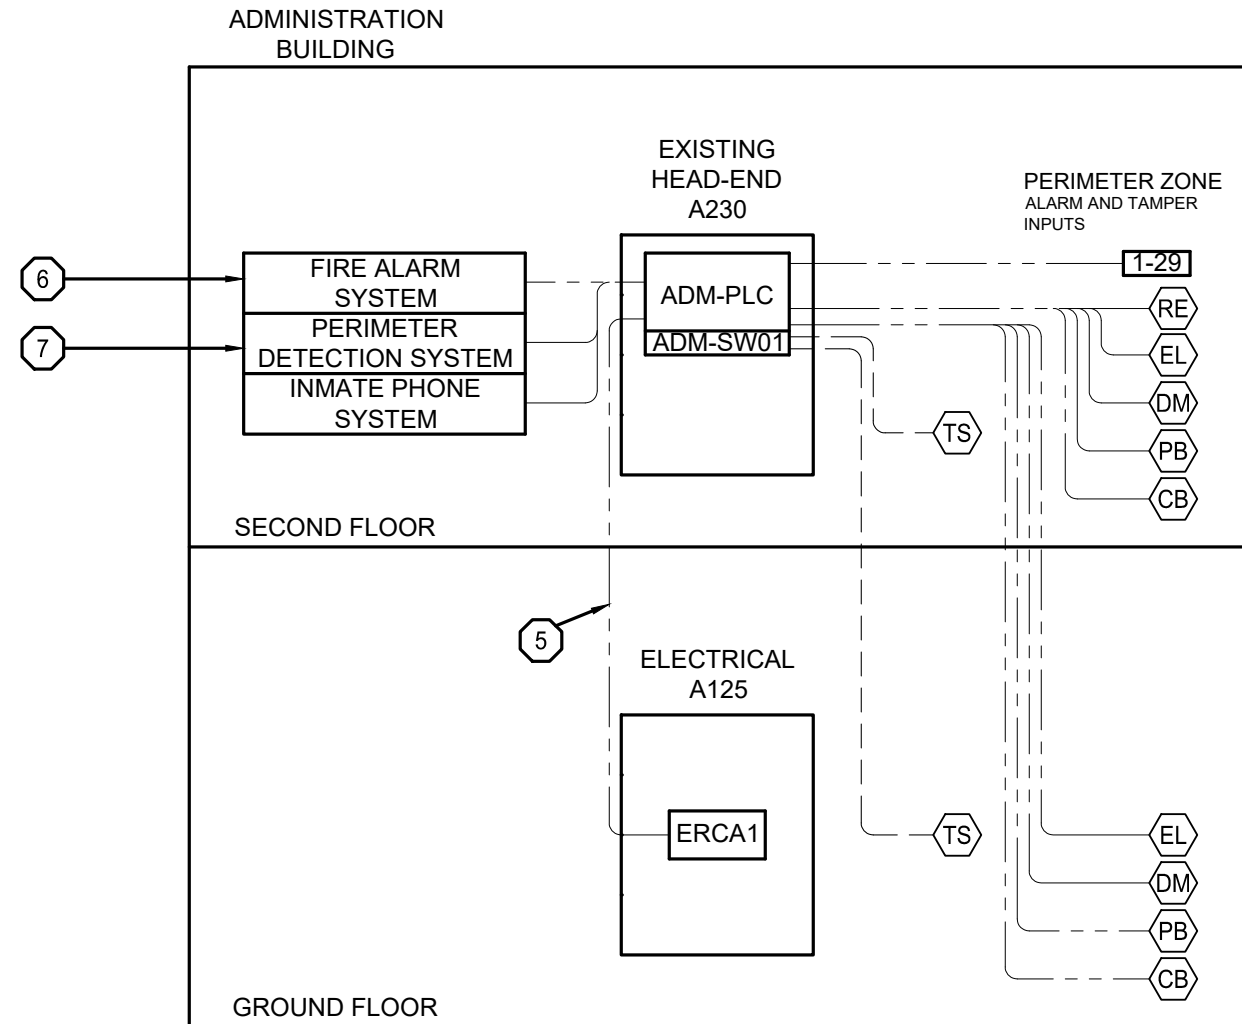 ADMINISTRATION
BUILDING
EXISTING
HEAD-END
A230
PERIMETER ZONE
ALARM AND TAMPER
INPUTS
1-29
6
FIRE ALARM
SYSTEM
ADM-PLC
RE
7
PERIMETER
DETECTION SYSTEM
ADM-SW01
EL
INMATE PHONE
SYSTEM
DM
TS
PB
CB
SECOND FLOOR
5
ELECTRICAL
A125
ERCA1
TS
EL
DM
PB
CB
GROUND FLOOR